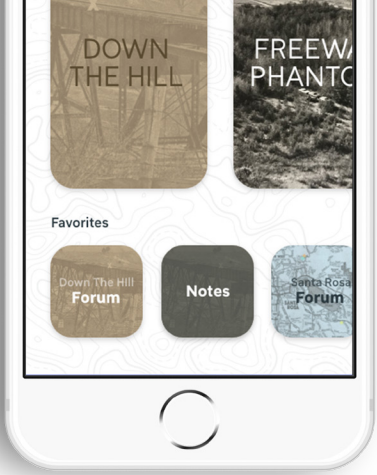 DOWN
THE HILL
FREEWA
PHANTO
Favorites
Down The Hill
Forum
Notes
Santa Rosa
Forum